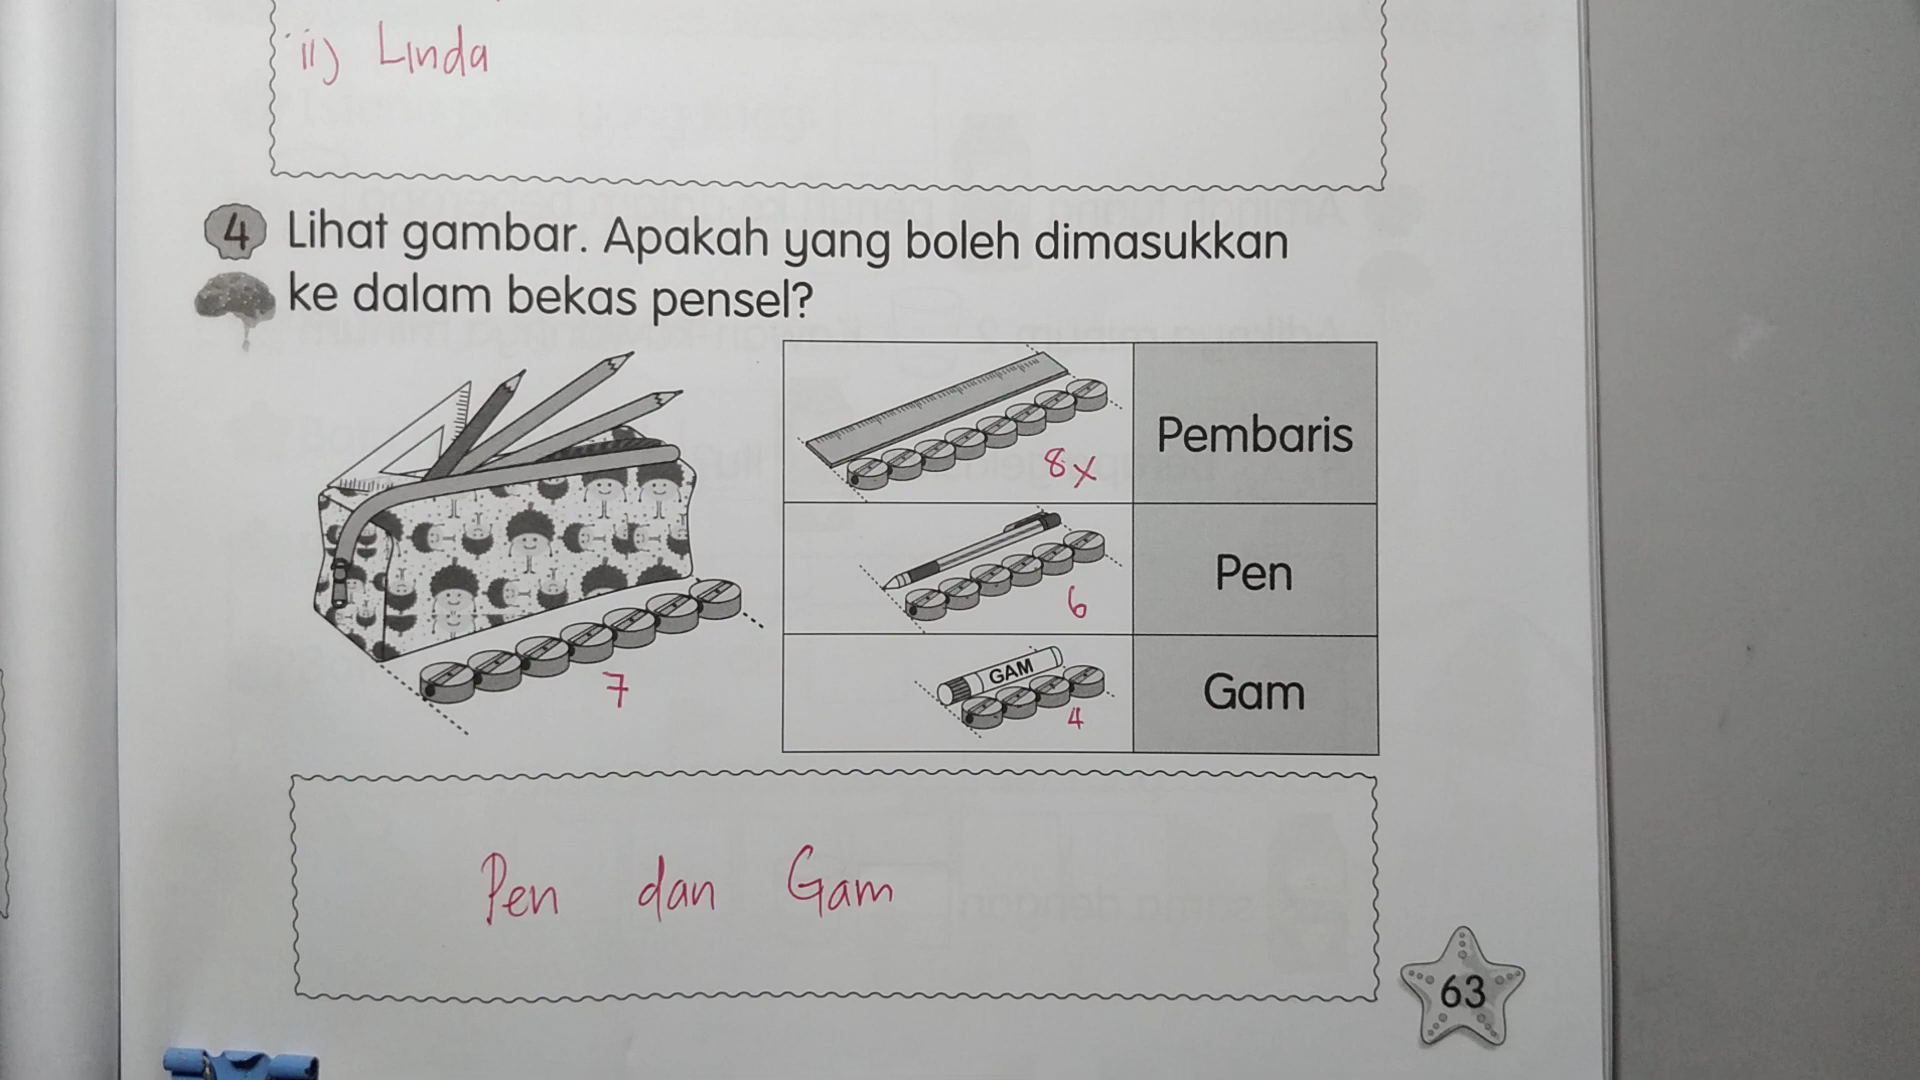 ii) Linda
4 Lihat gambar. Apakah yang boleh dimasukkan
ke dalam bekas pensel?
8x
Pembaris
6
Pen
GAM
4
Gam
7
Pen dan Gam
63